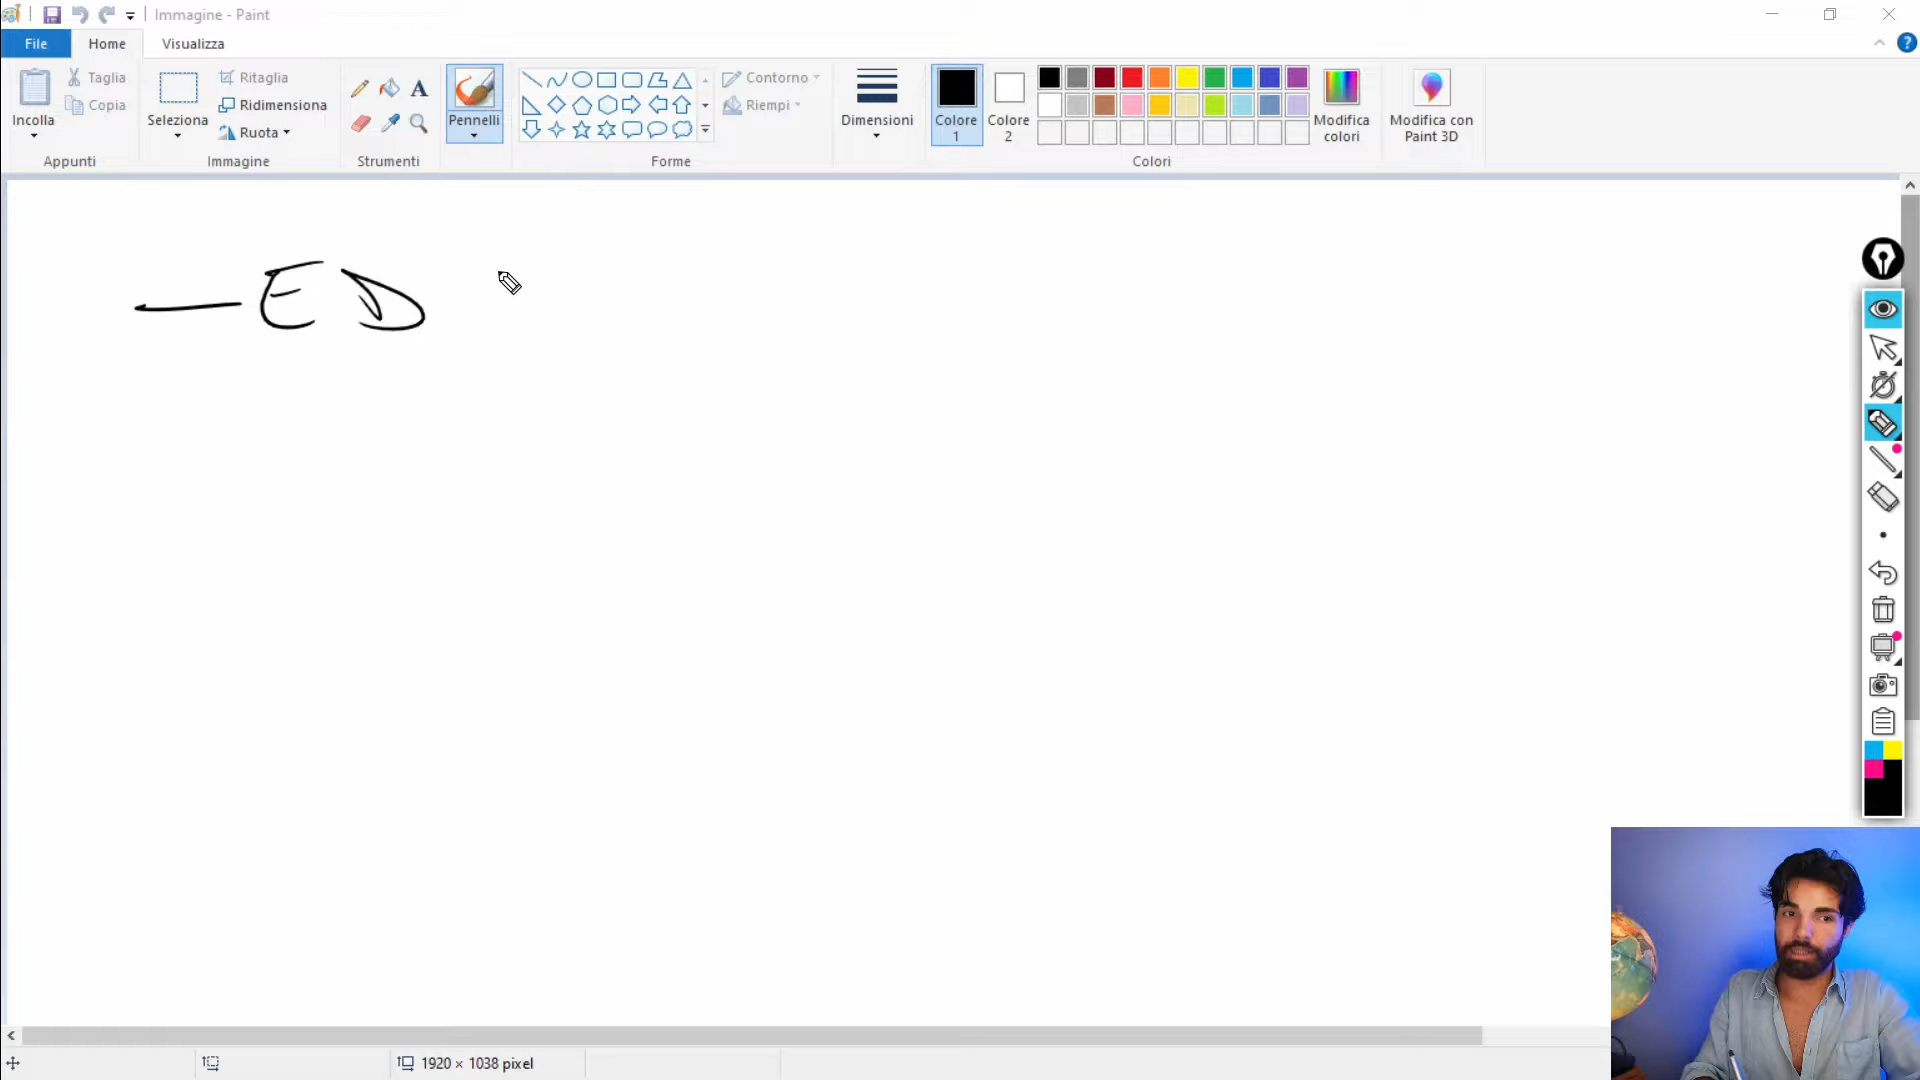 Immagine - Paint
File Home Visualizza
Taglia Ritaglia Contorno
Copia Ridimensiona Riempi
Incolla Seleziona Ruota Pennelli Dimensioni Colore 1 Colore 2 Modifica colori Modifica con Paint 3D
Appunti Immagine Strumenti Forme Colori
—ED
1920 × 1038 pixel